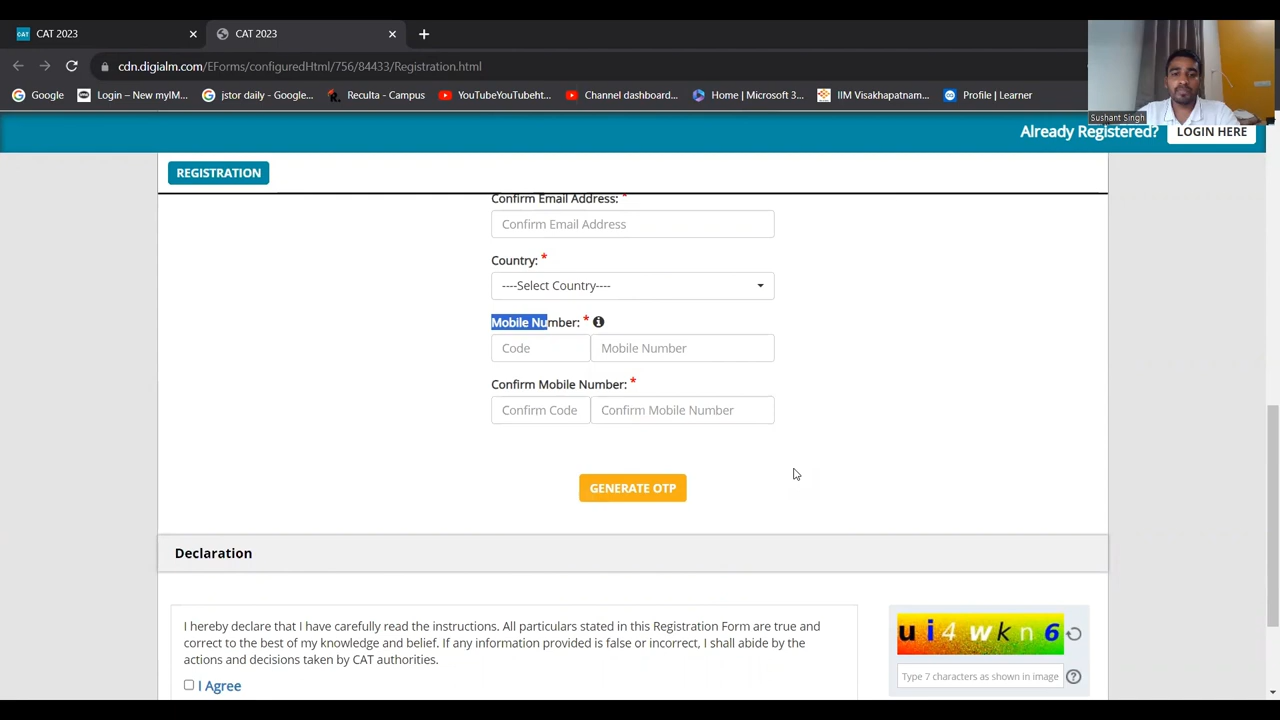 CAT 2023
CAT 2023
cdn.digialm.com/EForms/configuredHtml/756/84433/Registration.html
Google
Login – New myIM...
jstor daily - Google...
Reculta - Campus
YouTubeYouTubeht...
Channel dashboard...
Home | Microsoft 3...
IIM Visakhapatnam...
Profile | Learner
Sushant Singh
Already Registered?
LOGIN HERE
REGISTRATION
Confirm Email Address: *
Confirm Email Address
Country: *
----Select Country----
Mobile Number: *
Code
Mobile Number
Confirm Mobile Number: *
Confirm Code
Confirm Mobile Number
GENERATE OTP
Declaration
I hereby declare that I have carefully read the instructions. All particulars stated in this Registration Form are true and
correct to the best of my knowledge and belief. If any information provided is false or incorrect, I shall abide by the
actions and decisions taken by CAT authorities.
I Agree
ui4wkn6
Type 7 characters as shown in image